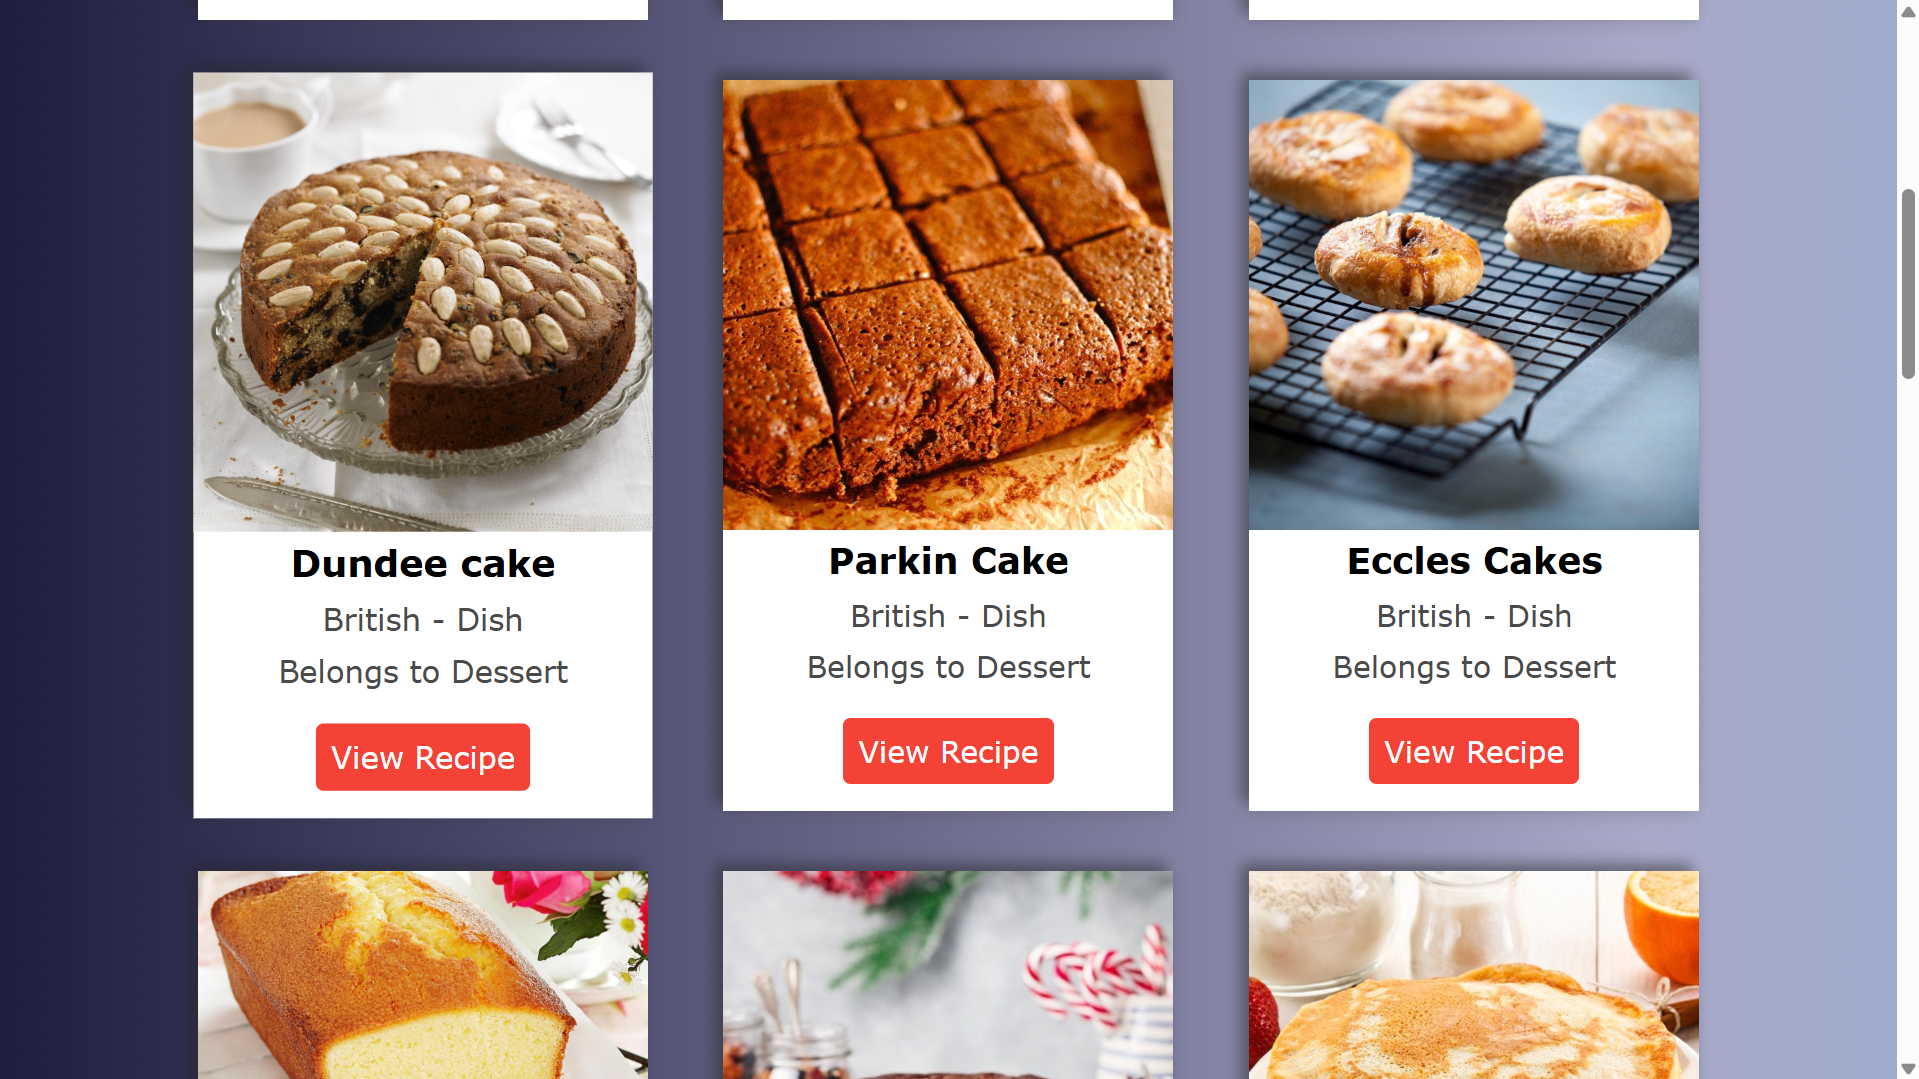 Dundee cake
British - Dish
Belongs to Dessert
View Recipe
Parkin Cake
British - Dish
Belongs to Dessert
View Recipe
Eccles Cakes
British - Dish
Belongs to Dessert
View Recipe